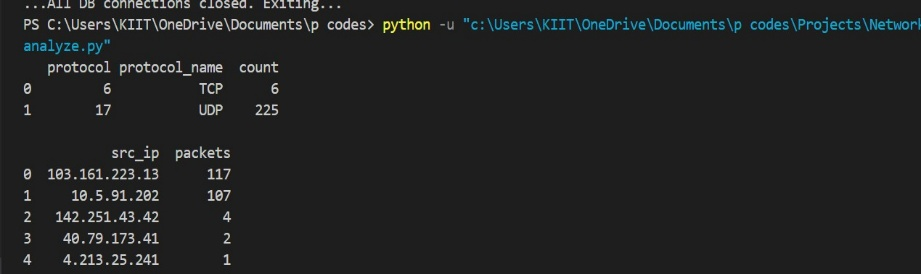 ...All DB connections closed. Exiting...
PS C:\Users\KIIT\OneDrive\Documents\p codes> python -u "c:\Users\KIIT\OneDrive\Documents\p codes\Projects\Network
analyze.py"
protocol protocol_name count
0 6 TCP 6
1 17 UDP 225
src_ip packets
0 103.161.223.13 117
1 10.5.91.202 107
2 142.251.43.42 4
3 40.79.173.41 2
4 4.213.25.241 1